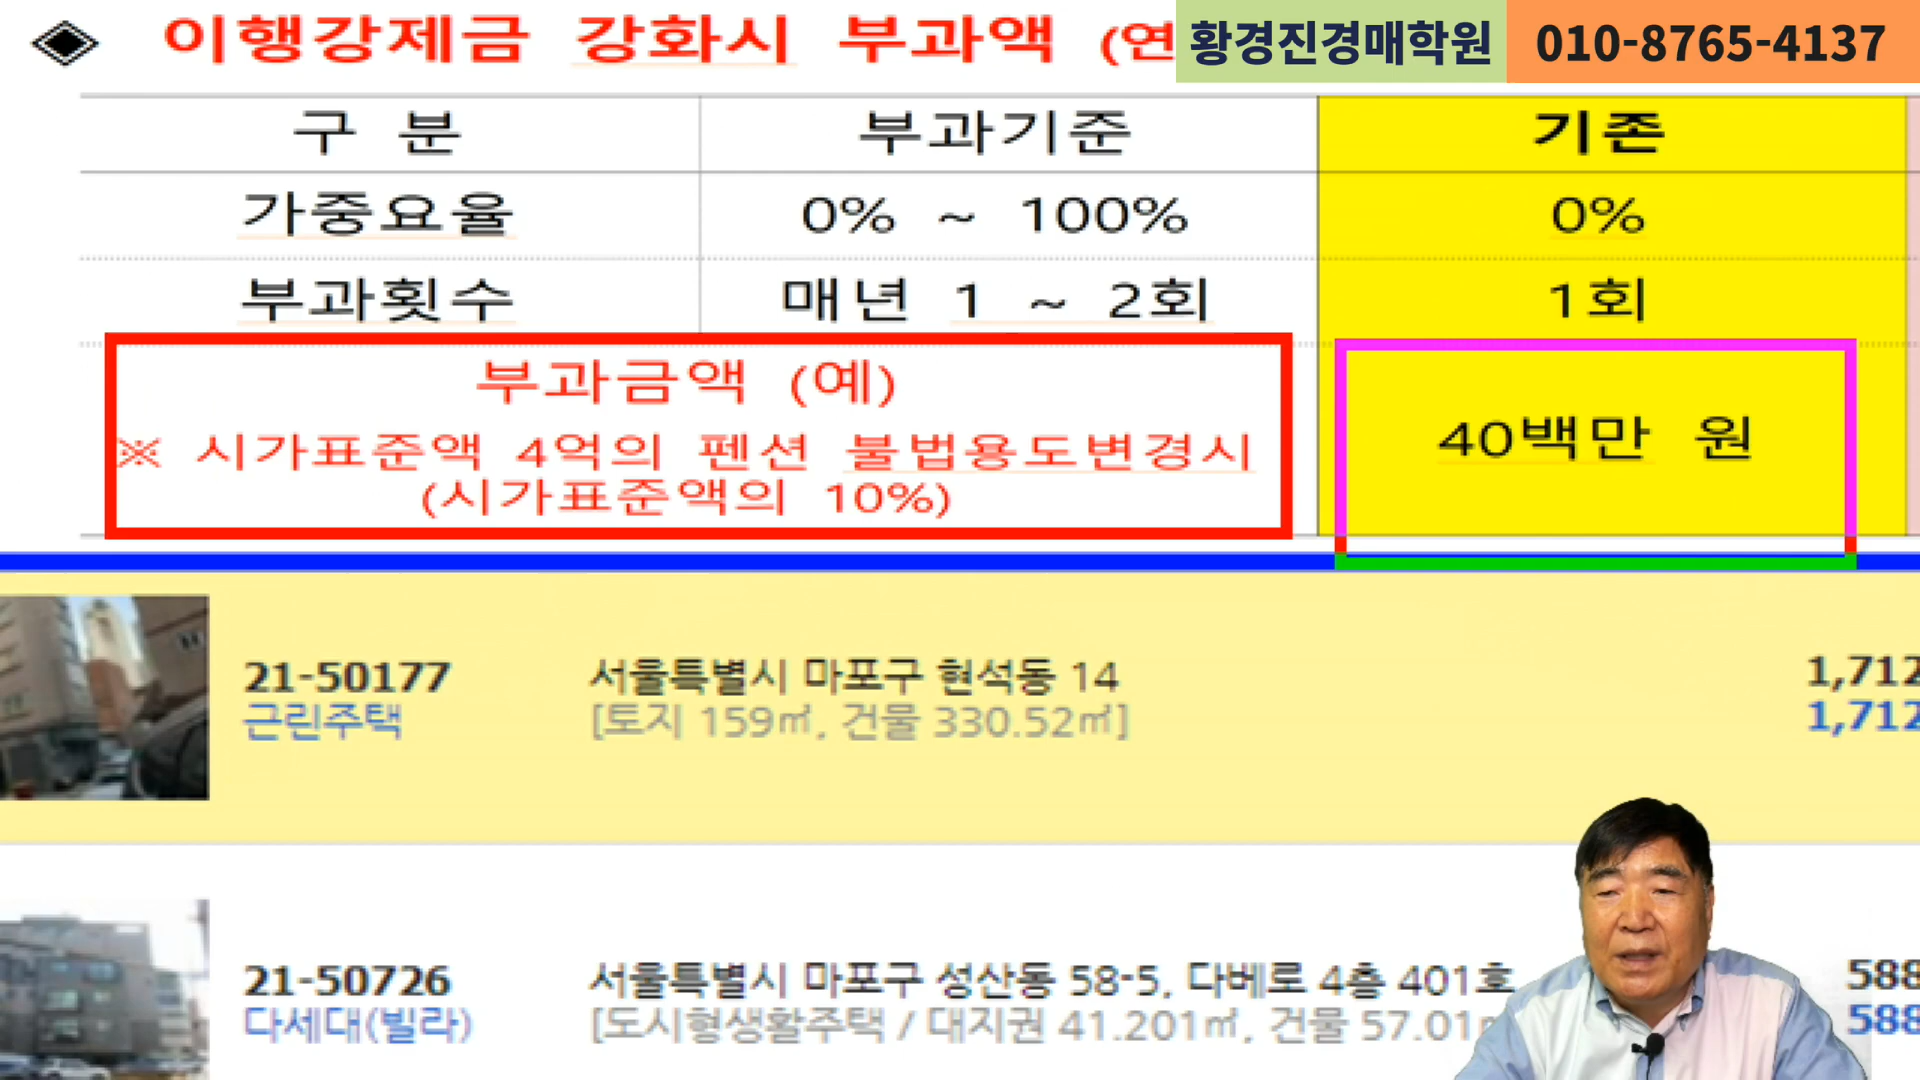 이행강제금 강화시 부과액 (연
황경진경매학원 010-8765-4137
구 분 부과기준 기존
가중요율 0% ~ 100% 0%
부과횟수 매년 1 ~ 2회 1회
부과금액 (예)
※ 시가표준액 4억의 펜션 불법용도변경시
(시가표준액의 10%)
40백만 원
21-50177 서울특별시 마포구 현석동 14 1,712
근린주택 [토지 159㎡, 건물 330.52㎡] 1,712
21-50726 서울특별시 마포구 성산동 58-5, 다베로 4층 401호 588
다세대(빌라) [도시형생활주택 / 대지권 41.201㎡, 건물 57.01 588